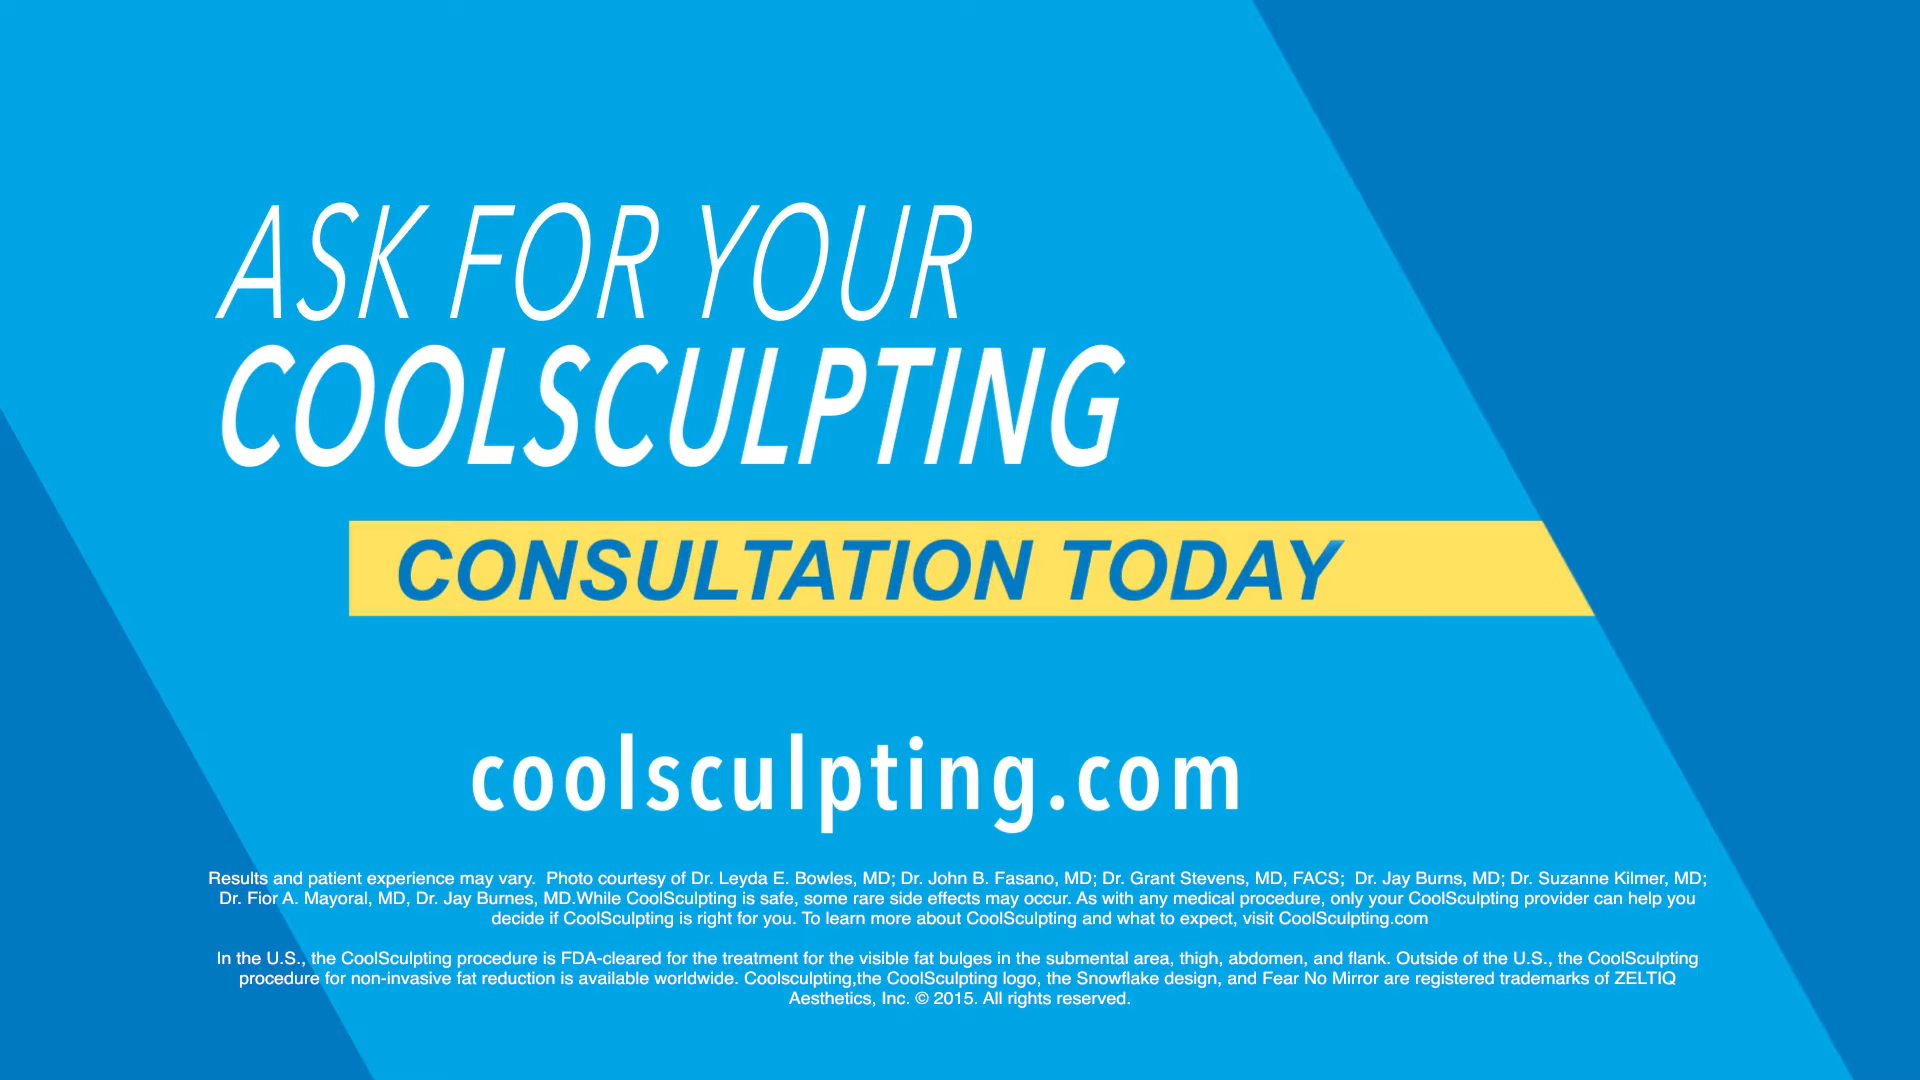 ASK FOR YOUR
COOLSCULPTING
CONSULTATION TODAY
coolsculpting.com
Results and patient experience may vary.  Photo courtesy of Dr. Leyda E. Bowles, MD; Dr. John B. Fasano, MD; Dr. Grant Stevens, MD, FACS;  Dr. Jay Burns, MD; Dr. Suzanne Kilmer, MD;
Dr. Fior A. Mayoral, MD, Dr. Jay Burnes, MD.While CoolSculpting is safe, some rare side effects may occur. As with any medical procedure, only your CoolSculpting provider can help you
decide if CoolSculpting is right for you. To learn more about CoolSculpting and what to expect, visit CoolSculpting.com
In the U.S., the CoolSculpting procedure is FDA-cleared for the treatment for the visible fat bulges in the submental area, thigh, abdomen, and flank. Outside of the U.S., the CoolSculpting
procedure for non-invasive fat reduction is available worldwide. Coolsculpting,the CoolSculpting logo, the Snowflake design, and Fear No Mirror are registered trademarks of ZELTIQ
Aesthetics, Inc. © 2015. All rights reserved.